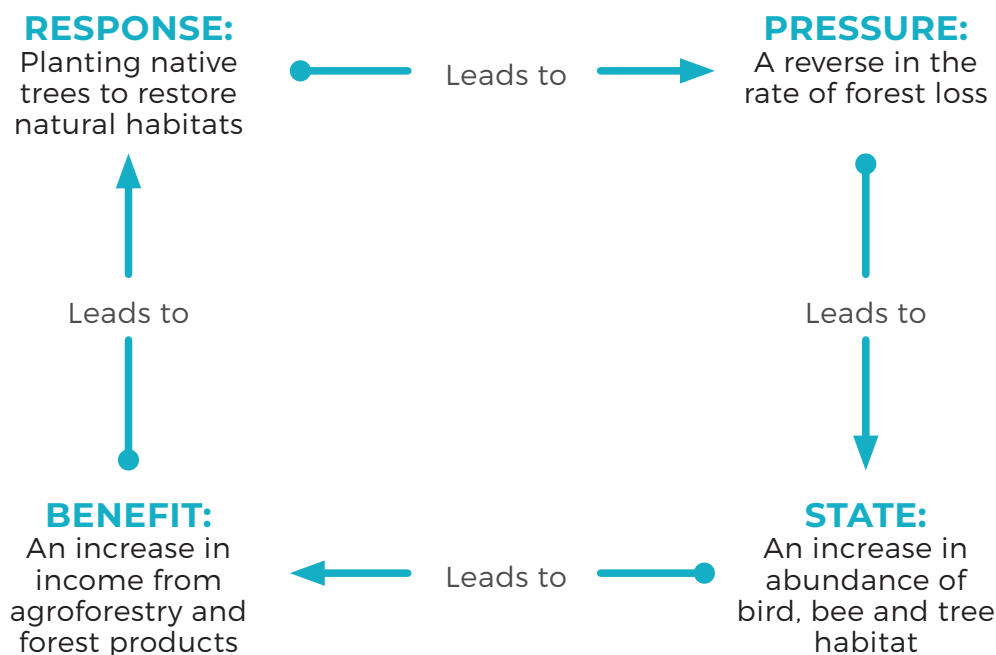 RESPONSE:
Planting native
trees to restore
natural habitats
Leads to
PRESSURE:
A reverse in the
rate of forest loss
Leads to
STATE:
An increase in
abundance of
bird, bee and tree
habitat
Leads to
BENEFIT:
An increase in
income from
agroforestry and
forest products
Leads to